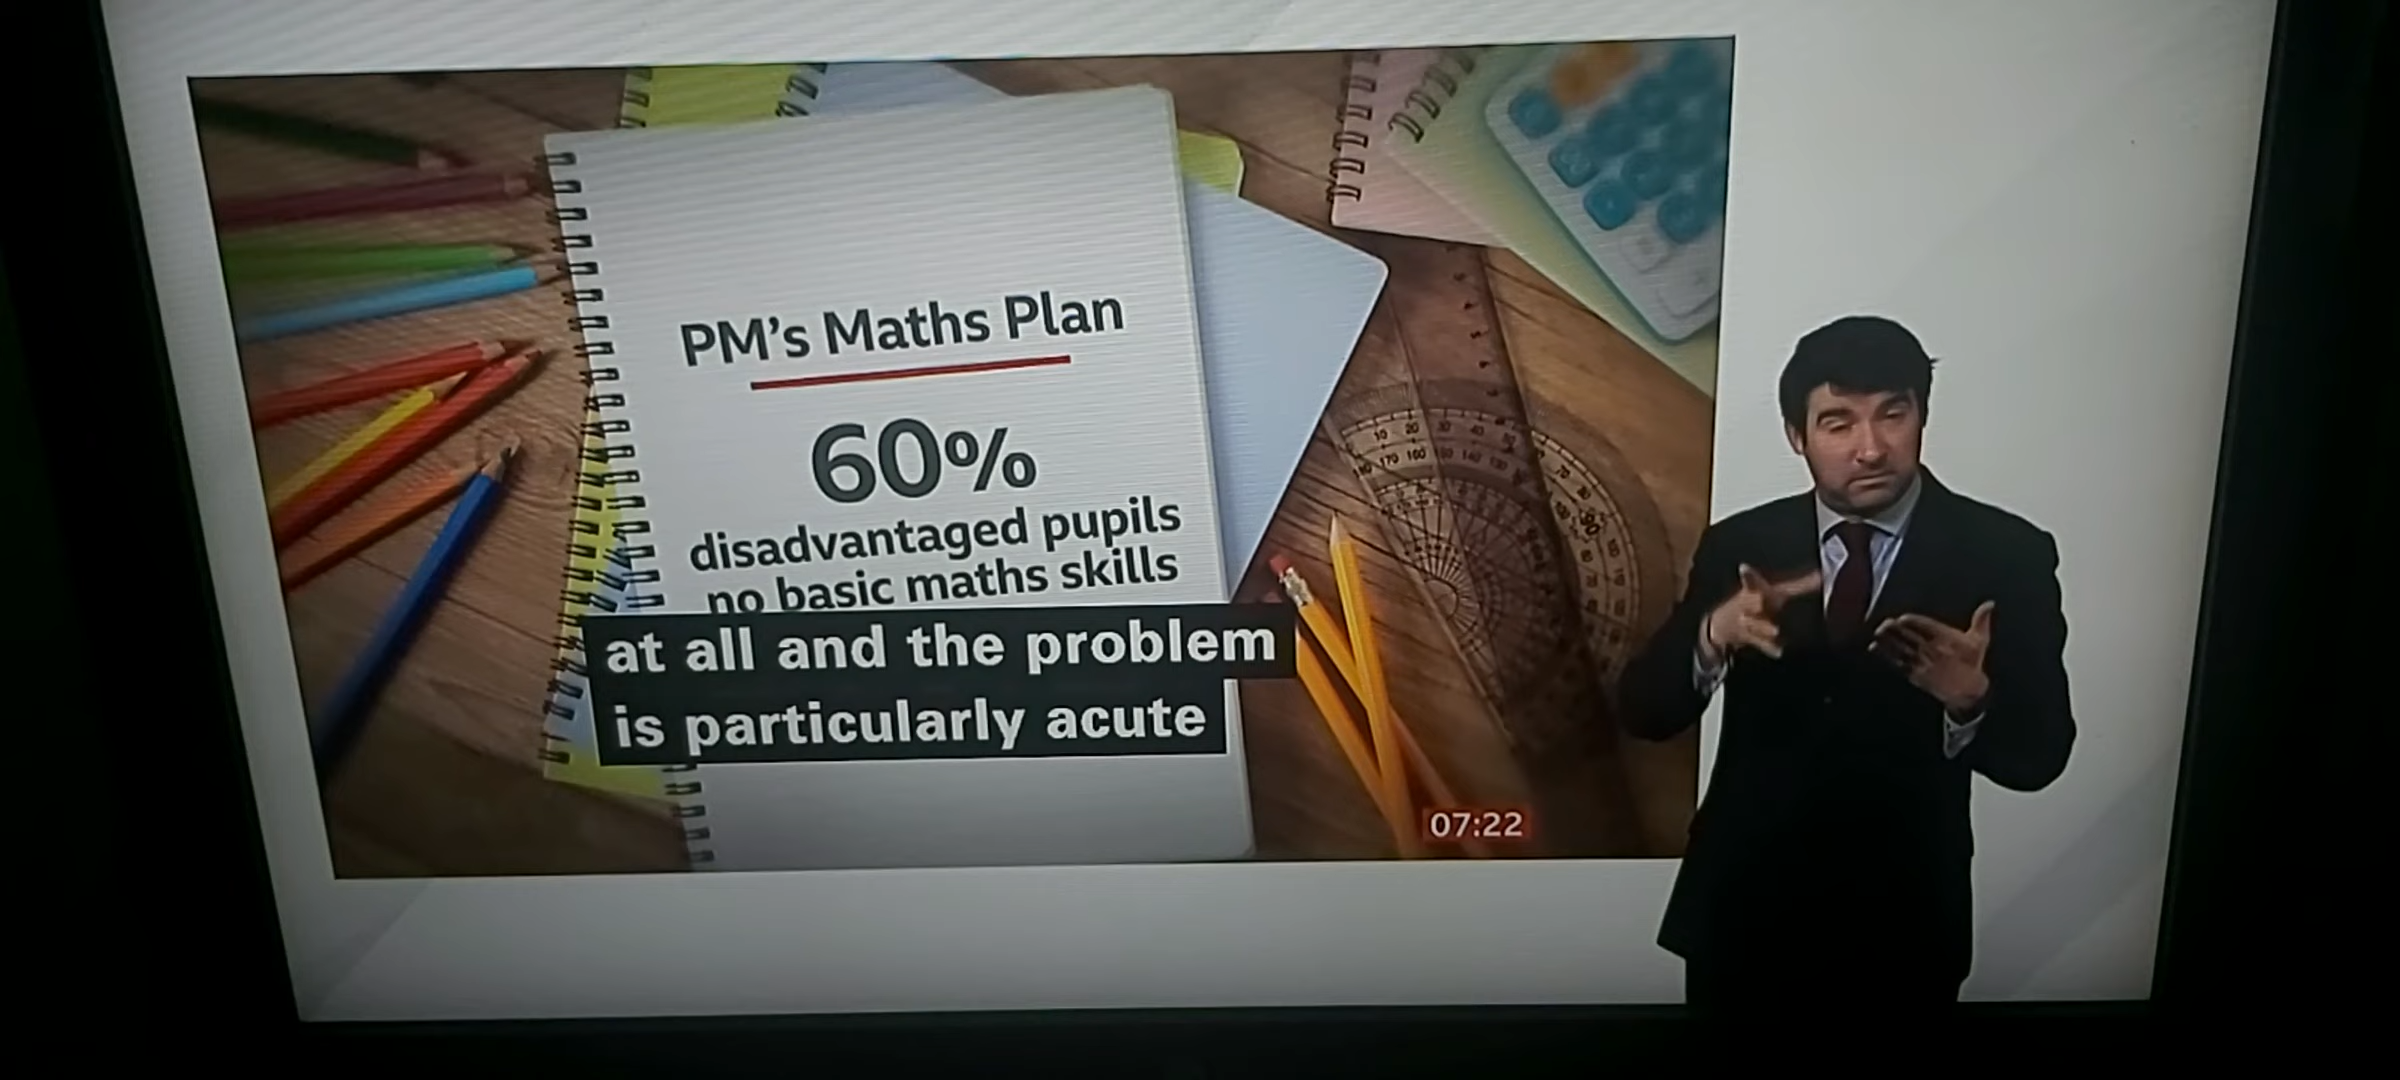 PM's Maths Plan
60%
disadvantaged pupils
no basic maths skills
at all and the problem
is particularly acute
07:22